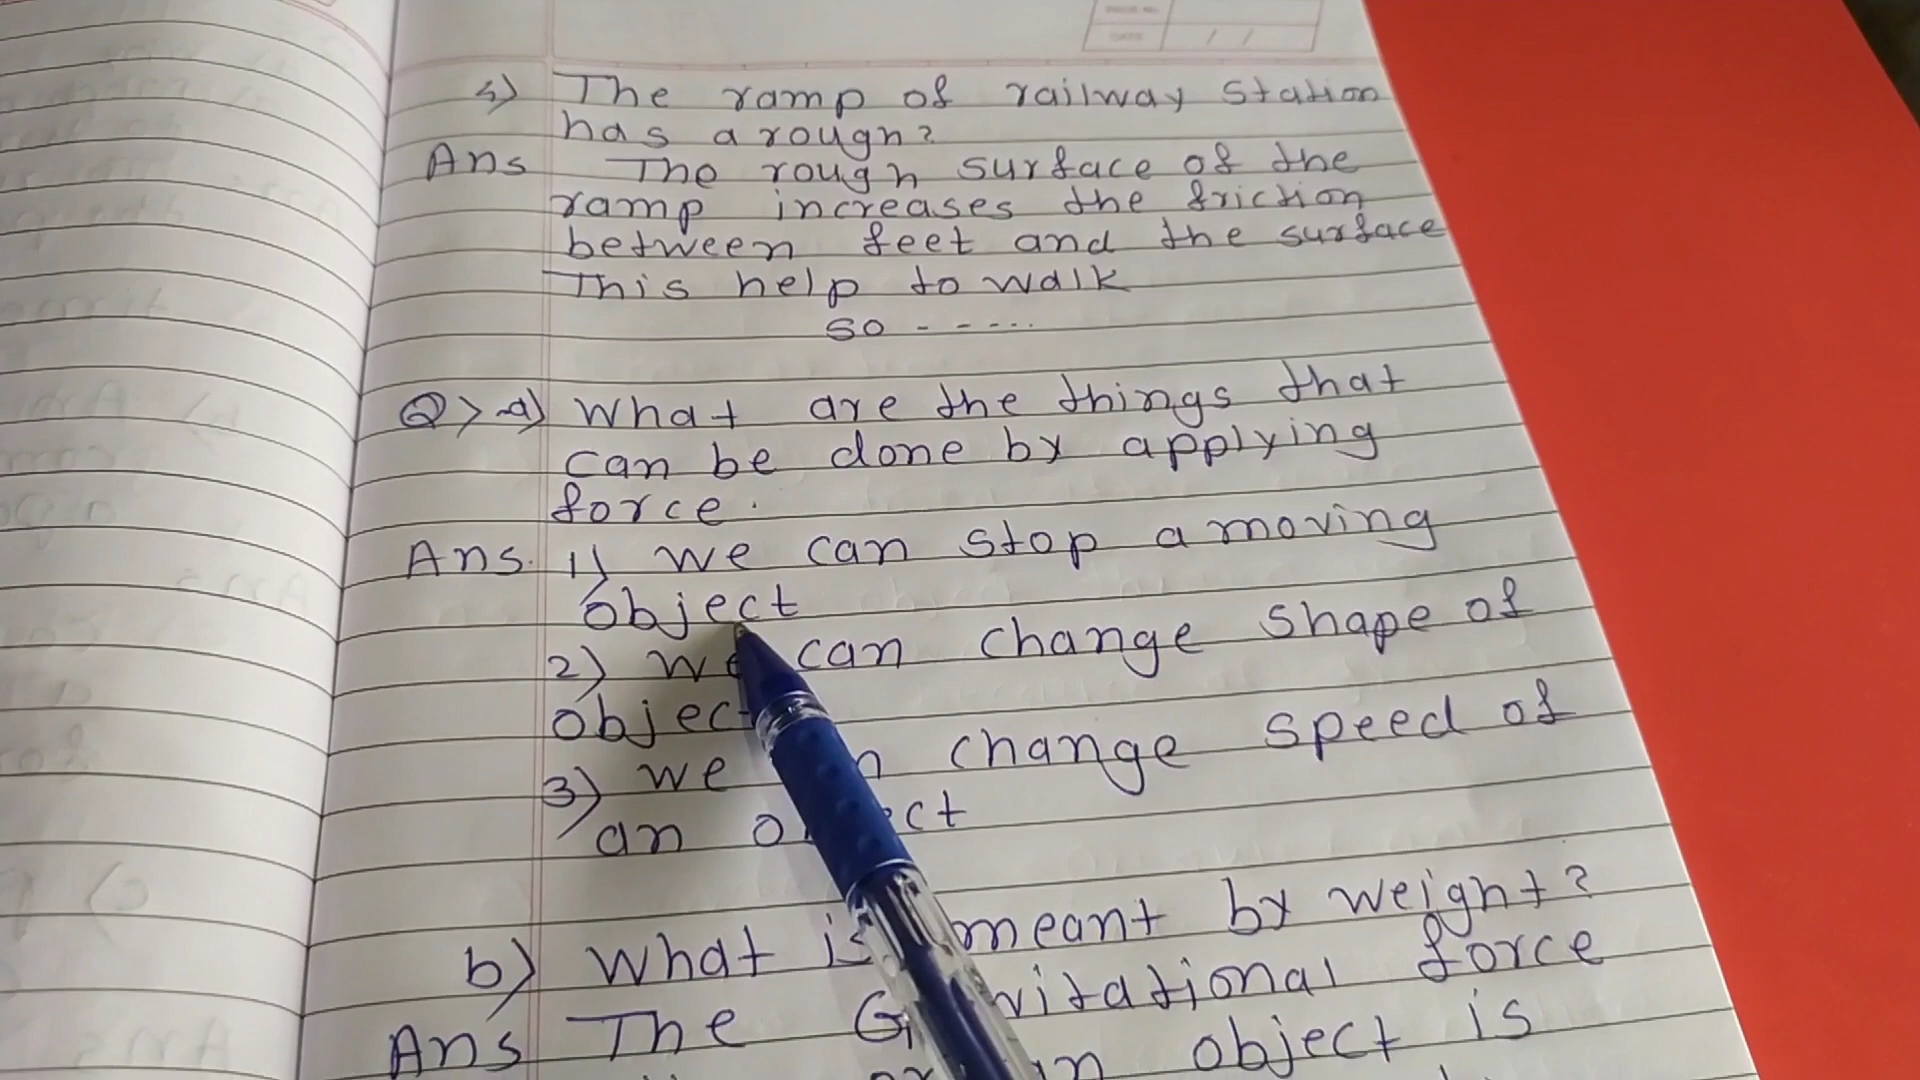 DATE / /
4) The ramp of railway station
has a rough?
Ans The rough surface of the
ramp increases the friction
between feet and the surface
This help to walk
so - - - - ..
Q> a) What are the things that
can be done by applying
force.
Ans. 1) we can stop a moving
object
2) we can change shape of
objec
3) we change speed of
an
b) What is meant by weight?
Ans The force
object is